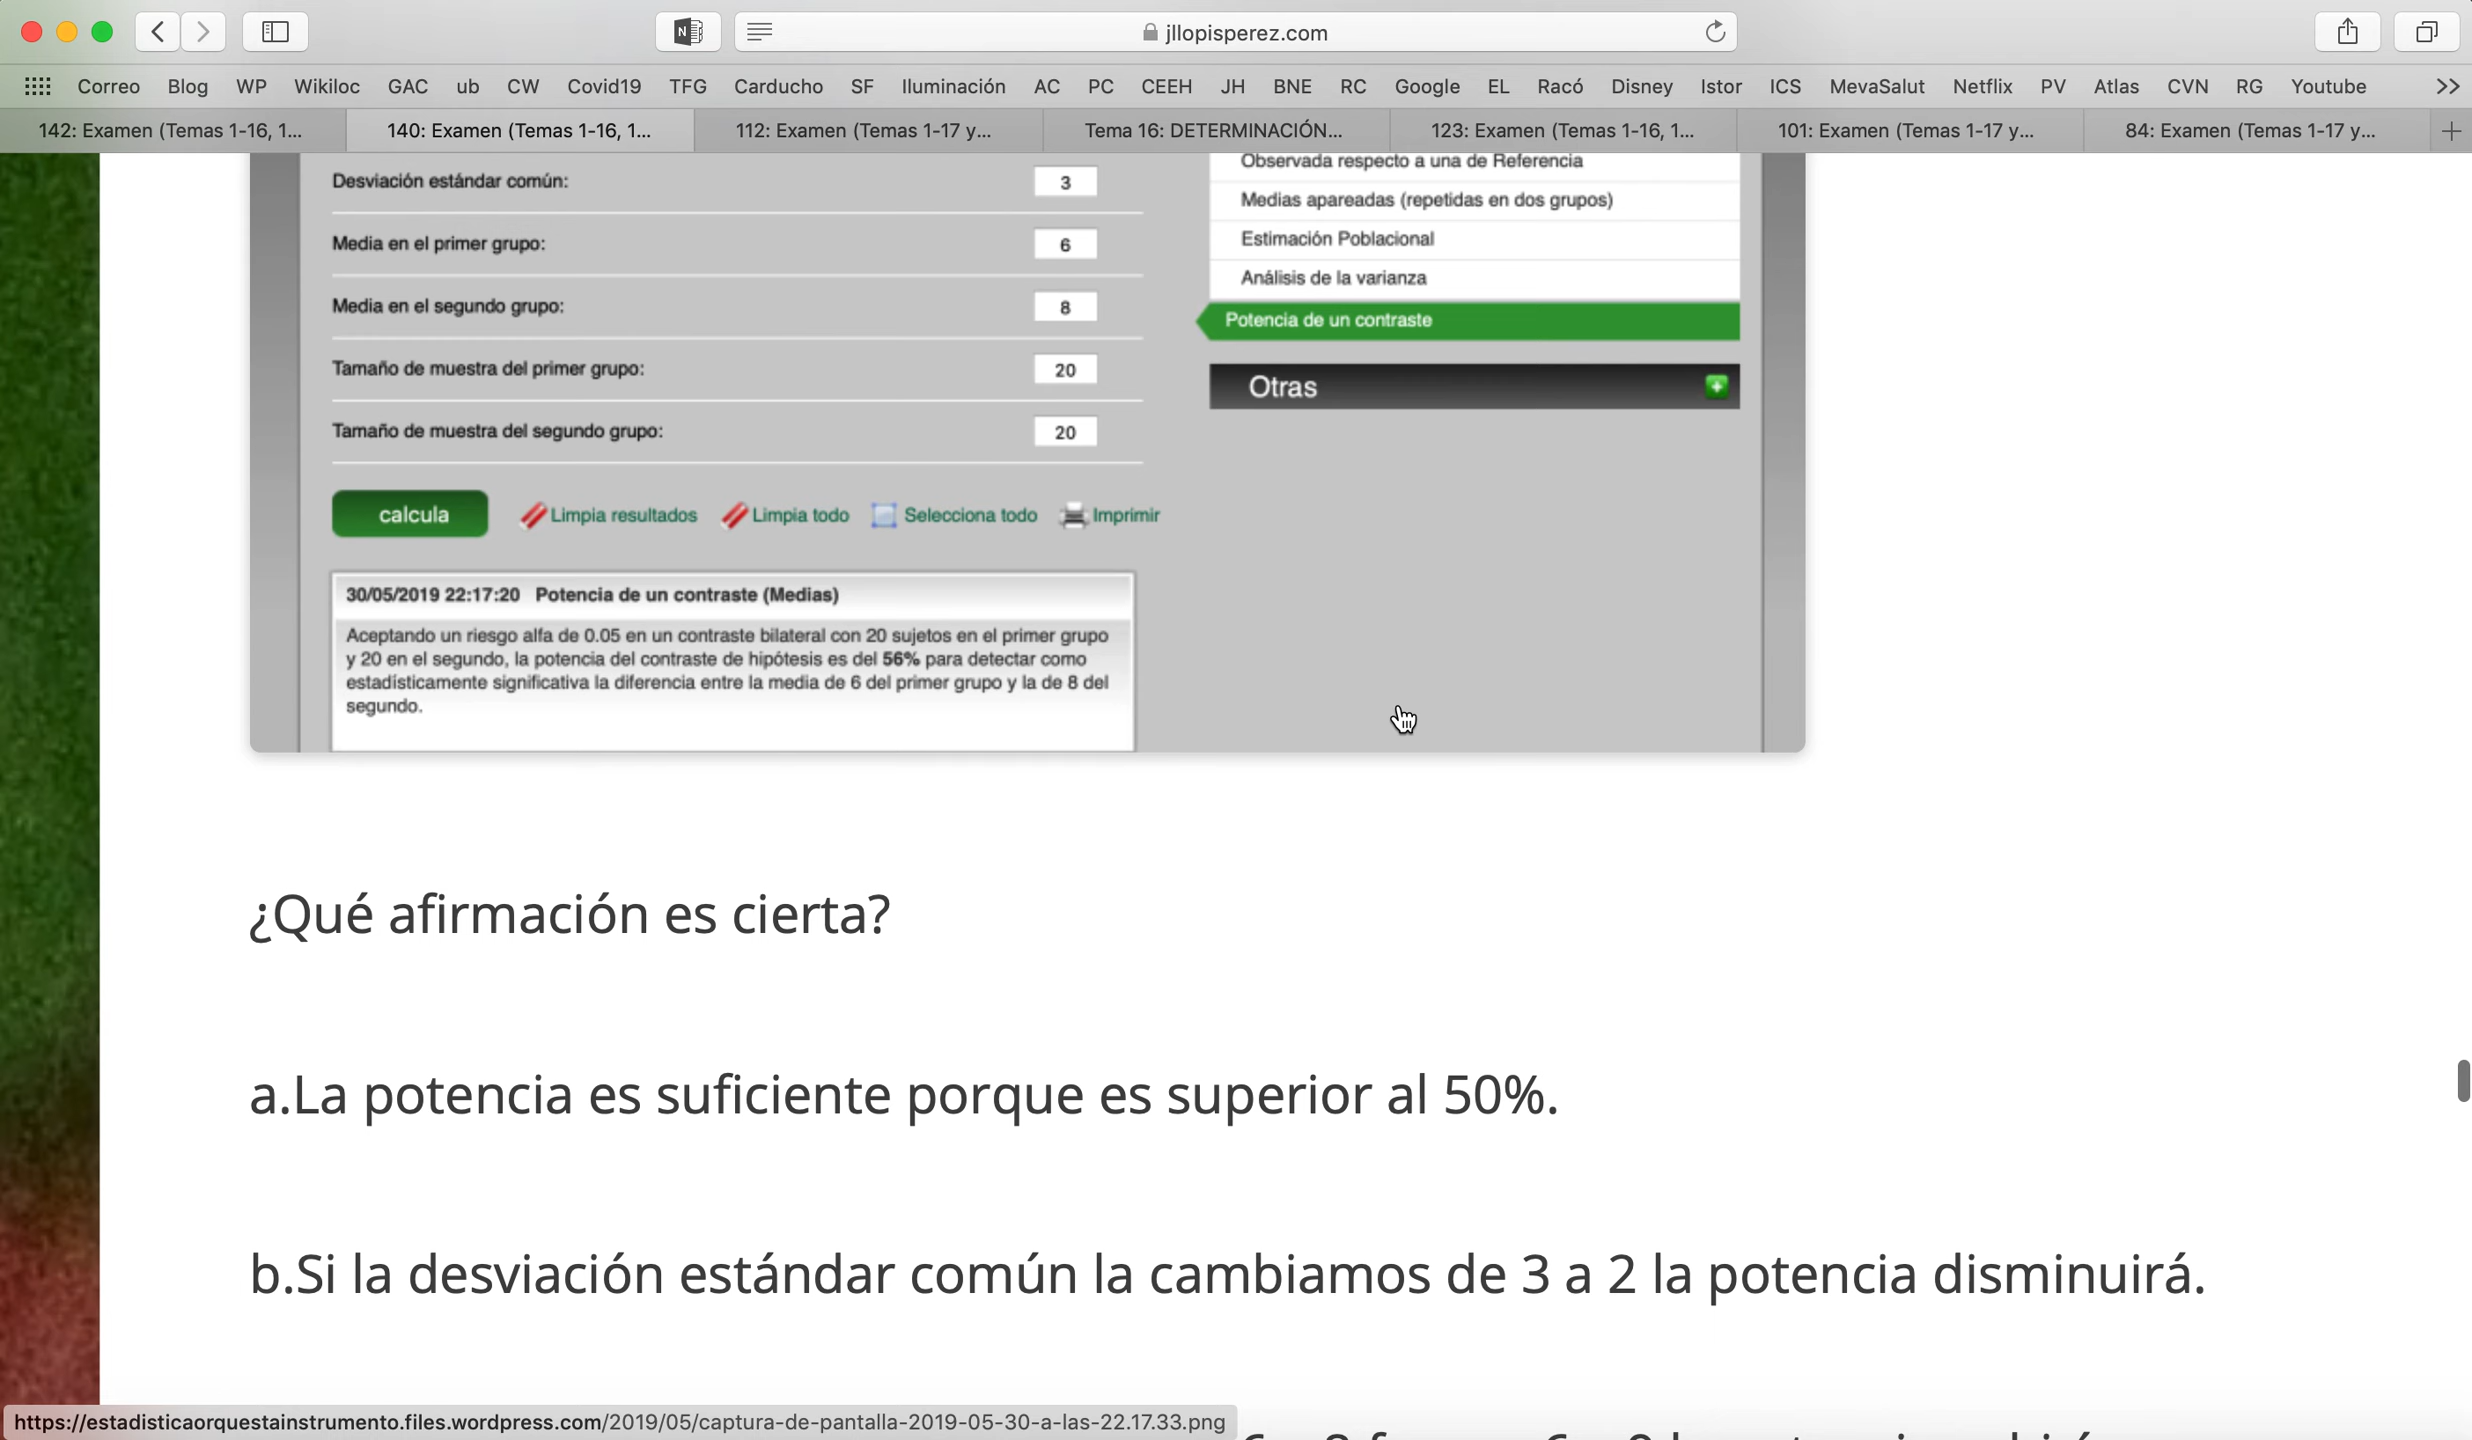 jllopisperez.com
Correo Blog WP Wikiloc GAC ub CW Covid19 TFG Carducho SF Iluminación AC PC CEEH JH BNE RC Google EL Racó Disney Istor ICS MevaSalut Netflix PV Atlas CVN RG Youtube
142: Examen (Temas 1-16, 1... 140: Examen (Temas 1-16, 1... 112: Examen (Temas 1-17 y... Tema 16: DETERMINACIÓN... 123: Examen (Temas 1-16, 1... 101: Examen (Temas 1-17 y... 84: Examen (Temas 1-17 y...
Desviación estándar común: 3
Media en el primer grupo: 6
Media en el segundo grupo: 8
Tamaño de muestra del primer grupo: 20
Tamaño de muestra del segundo grupo: 20
Observada respecto a una de Referencia
Medias apareadas (repetidas en dos grupos)
Estimación Poblacional
Análisis de la varianza
Potencia de un contraste
Otras
calcula Limpia resultados Limpia todo Selecciona todo Imprimir
30/05/2019 22:17:20 Potencia de un contraste (Medias)
Aceptando un riesgo alfa de 0.05 en un contraste bilateral con 20 sujetos en el primer grupo
y 20 en el segundo, la potencia del contraste de hipótesis es del 56% para detectar como
estadísticamente significativa la diferencia entre la media de 6 del primer grupo y la de 8 del
segundo.
¿Qué afirmación es cierta?
a.La potencia es suficiente porque es superior al 50%.
b.Si la desviación estándar común la cambiamos de 3 a 2 la potencia disminuirá.
https://estadisticaorquestainstrumento.files.wordpress.com/2019/05/captura-de-pantalla-2019-05-30-a-las-22.17.33.png